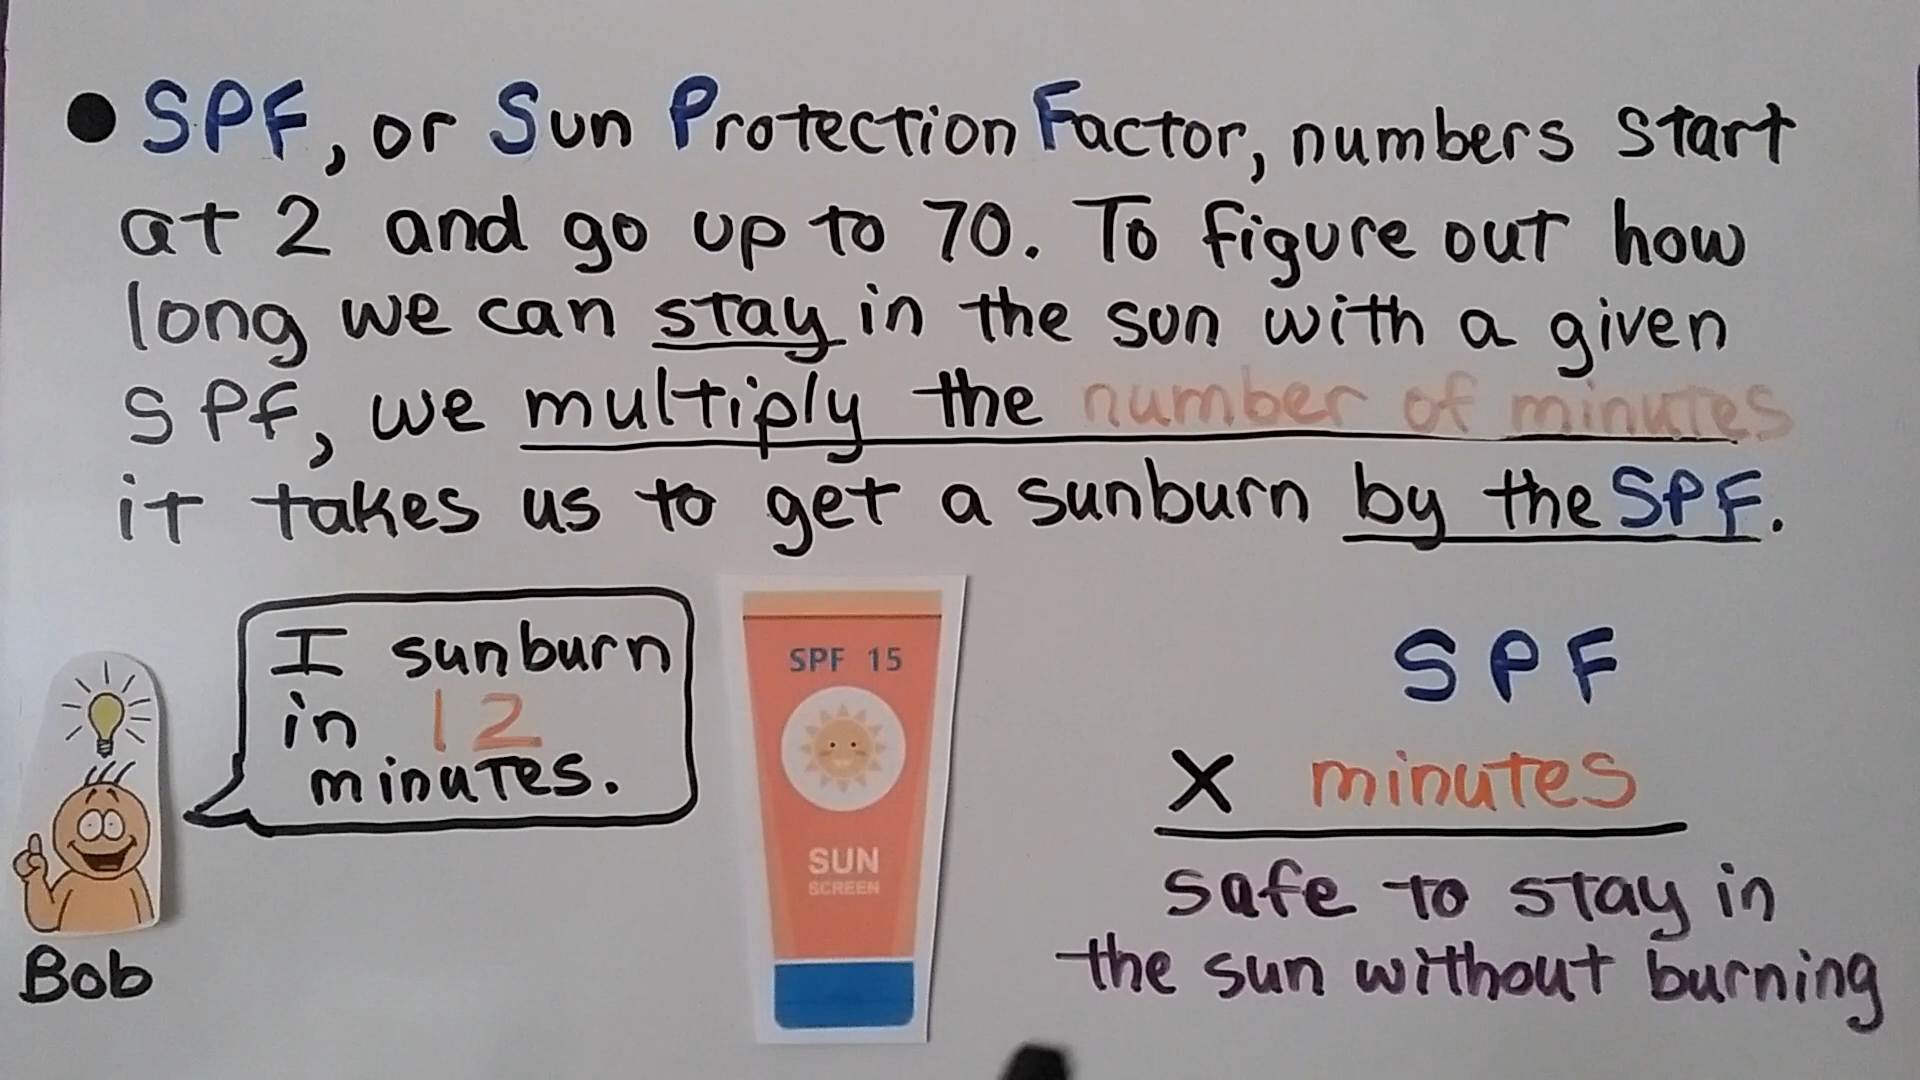 • SPF, or Sun Protection Factor, numbers start
at 2 and go up to 70. To figure out how
long we can stay in the sun with a given
SPF, we multiply the number of minutes
it takes us to get a sunburn by the SPF.
I sunburn
in 12
minutes.
Bob
SPF 15
SUN
SCREEN
SPF
x minutes
safe to stay in
the sun without burning